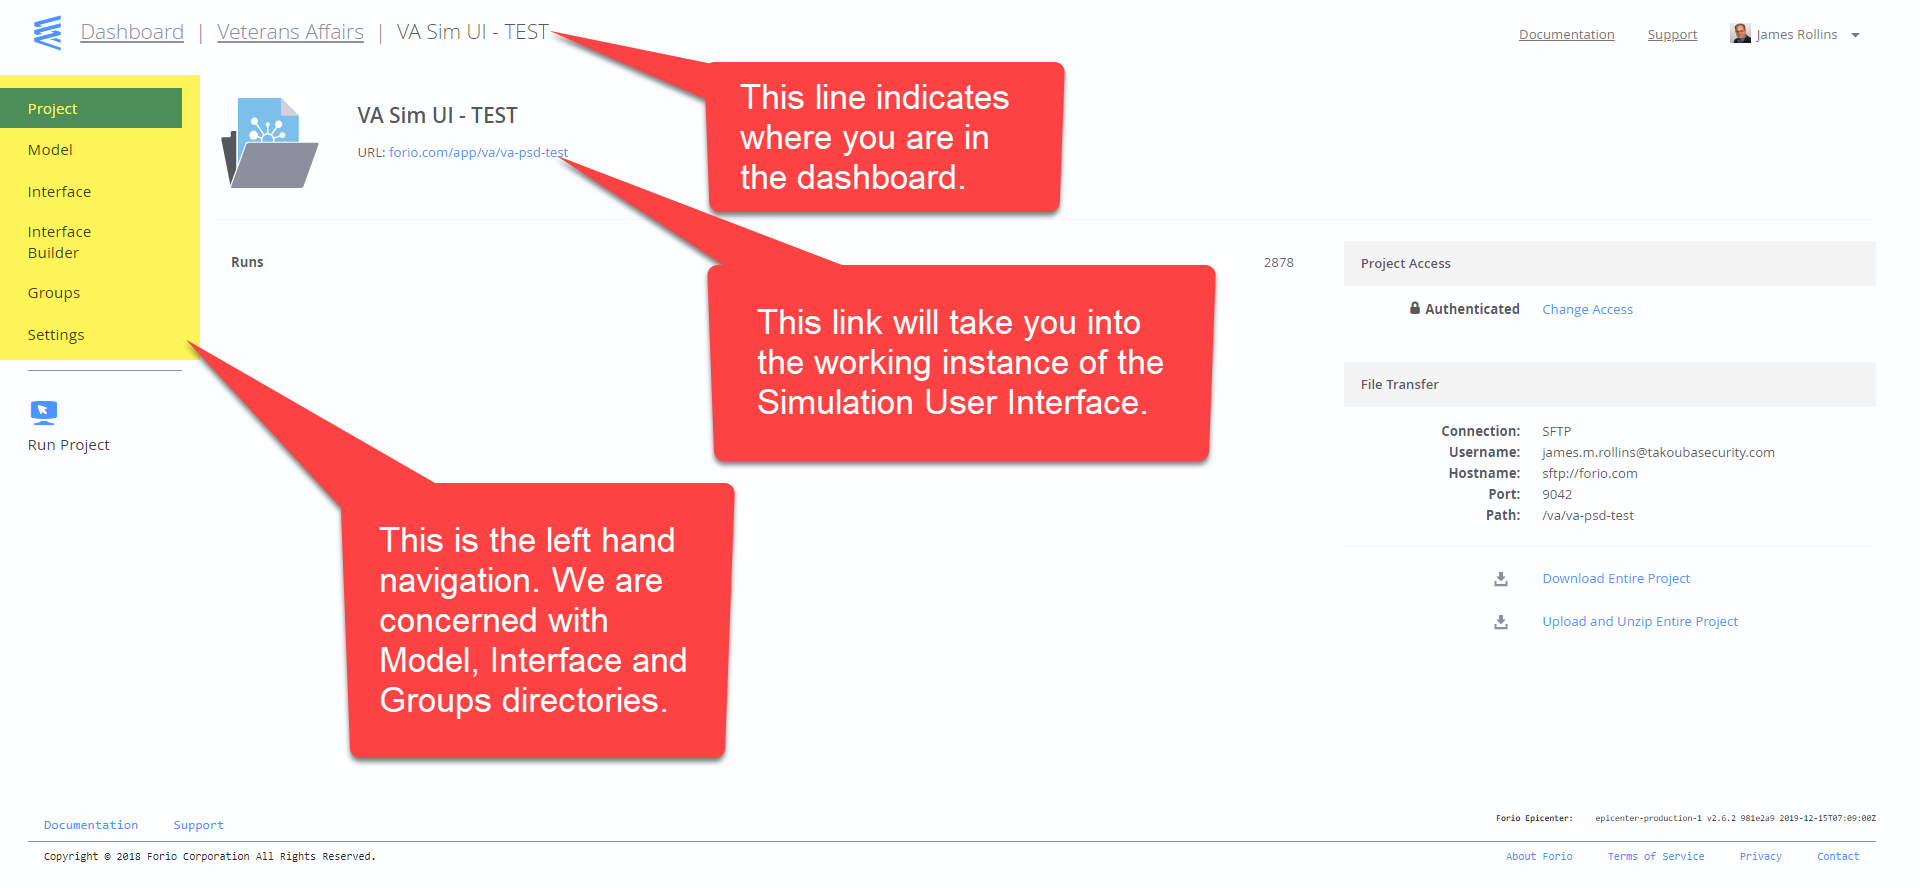 Dashboard | Veterans Affairs | VA Sim UI - TEST
Documentation Support James Rollins
Project
Model
Interface
Interface
Builder
Groups
Settings
Run Project
VA Sim UI - TEST
URL: forio.com/app/va/va-psd-test
This line indicates
where you are in
the dashboard.
Runs 2878
This link will take you into
the working instance of the
Simulation User Interface.
This is the left hand
navigation. We are
concerned with
Model, Interface and
Groups directories.
Project Access
Authenticated Change Access
File Transfer
Connection: SFTP
Username: james.m.rollins@takoubasecurity.com
Hostname: sftp://forio.com
Port: 9042
Path: /va/va-psd-test
Download Entire Project
Upload and Unzip Entire Project
Documentation Support
Forio Epicenter: epicenter-production-1 v2.6.2 981e2a9 2019-12-15T07:09:00Z
Copyright © 2018 Forio Corporation All Rights Reserved.
About Forio Terms of Service Privacy Contact